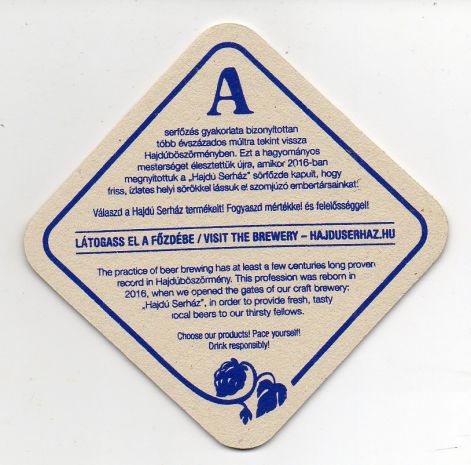 A
serfőzés gyakorlata bizonyítottan
több évszázados múltra tekint vissza
Hajdúböszörményben. Ezt a hagyományos
mesterséget élesztettük újra, amikor 2016-ban
megnyitottuk a „Hajdú Serház” sörfőzde kapuit, hogy
friss, ízletes helyi sörökkel lássuk el szomjúzó embertársainkat.
Válaszd a Hajdú Serház termékeit! Fogyaszd mértékkel és felelősséggel!
LÁTOGASS EL A FŐZDÉBE / VISIT THE BREWERY – HAJDUSERHAZ.HU
The practice of beer brewing has at least a few centuries long proven
record in Hajdúböszörmény. This profession was reborn in
2016, when we opened the gates of our craft brewery:
„Hajdú Serház”, in order to provide fresh, tasty
local beers to our thirsty fellows.
Choose our products! Pace yourself!
Drink responsibly!